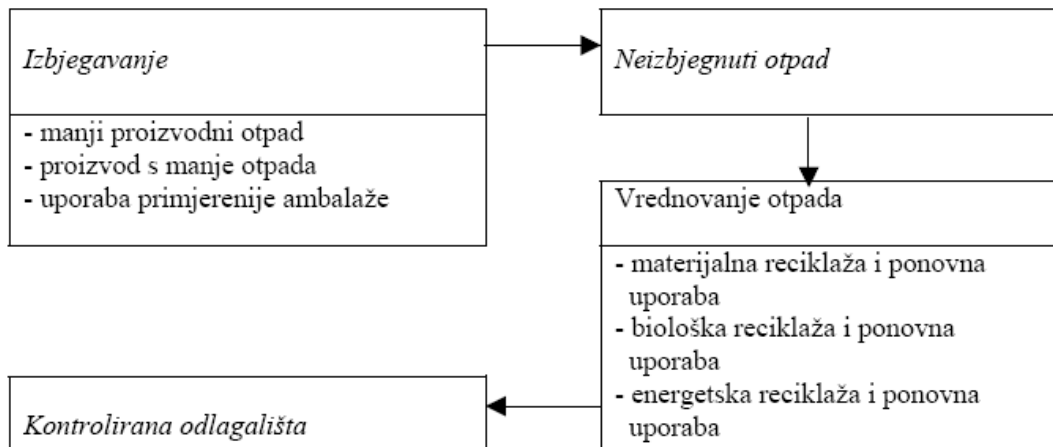 Izbjegavanje
- manji proizvodni otpad
- proizvod s manje otpada
- uporaba primjerenije ambalaže
Neizbjegnuti otpad
Vrednovanje otpada
- materijalna reciklaža i ponovna
uporaba
- biološka reciklaža i ponovna
uporaba
- energetska reciklaža i ponovna
uporaba
Kontrolirana odlagališta